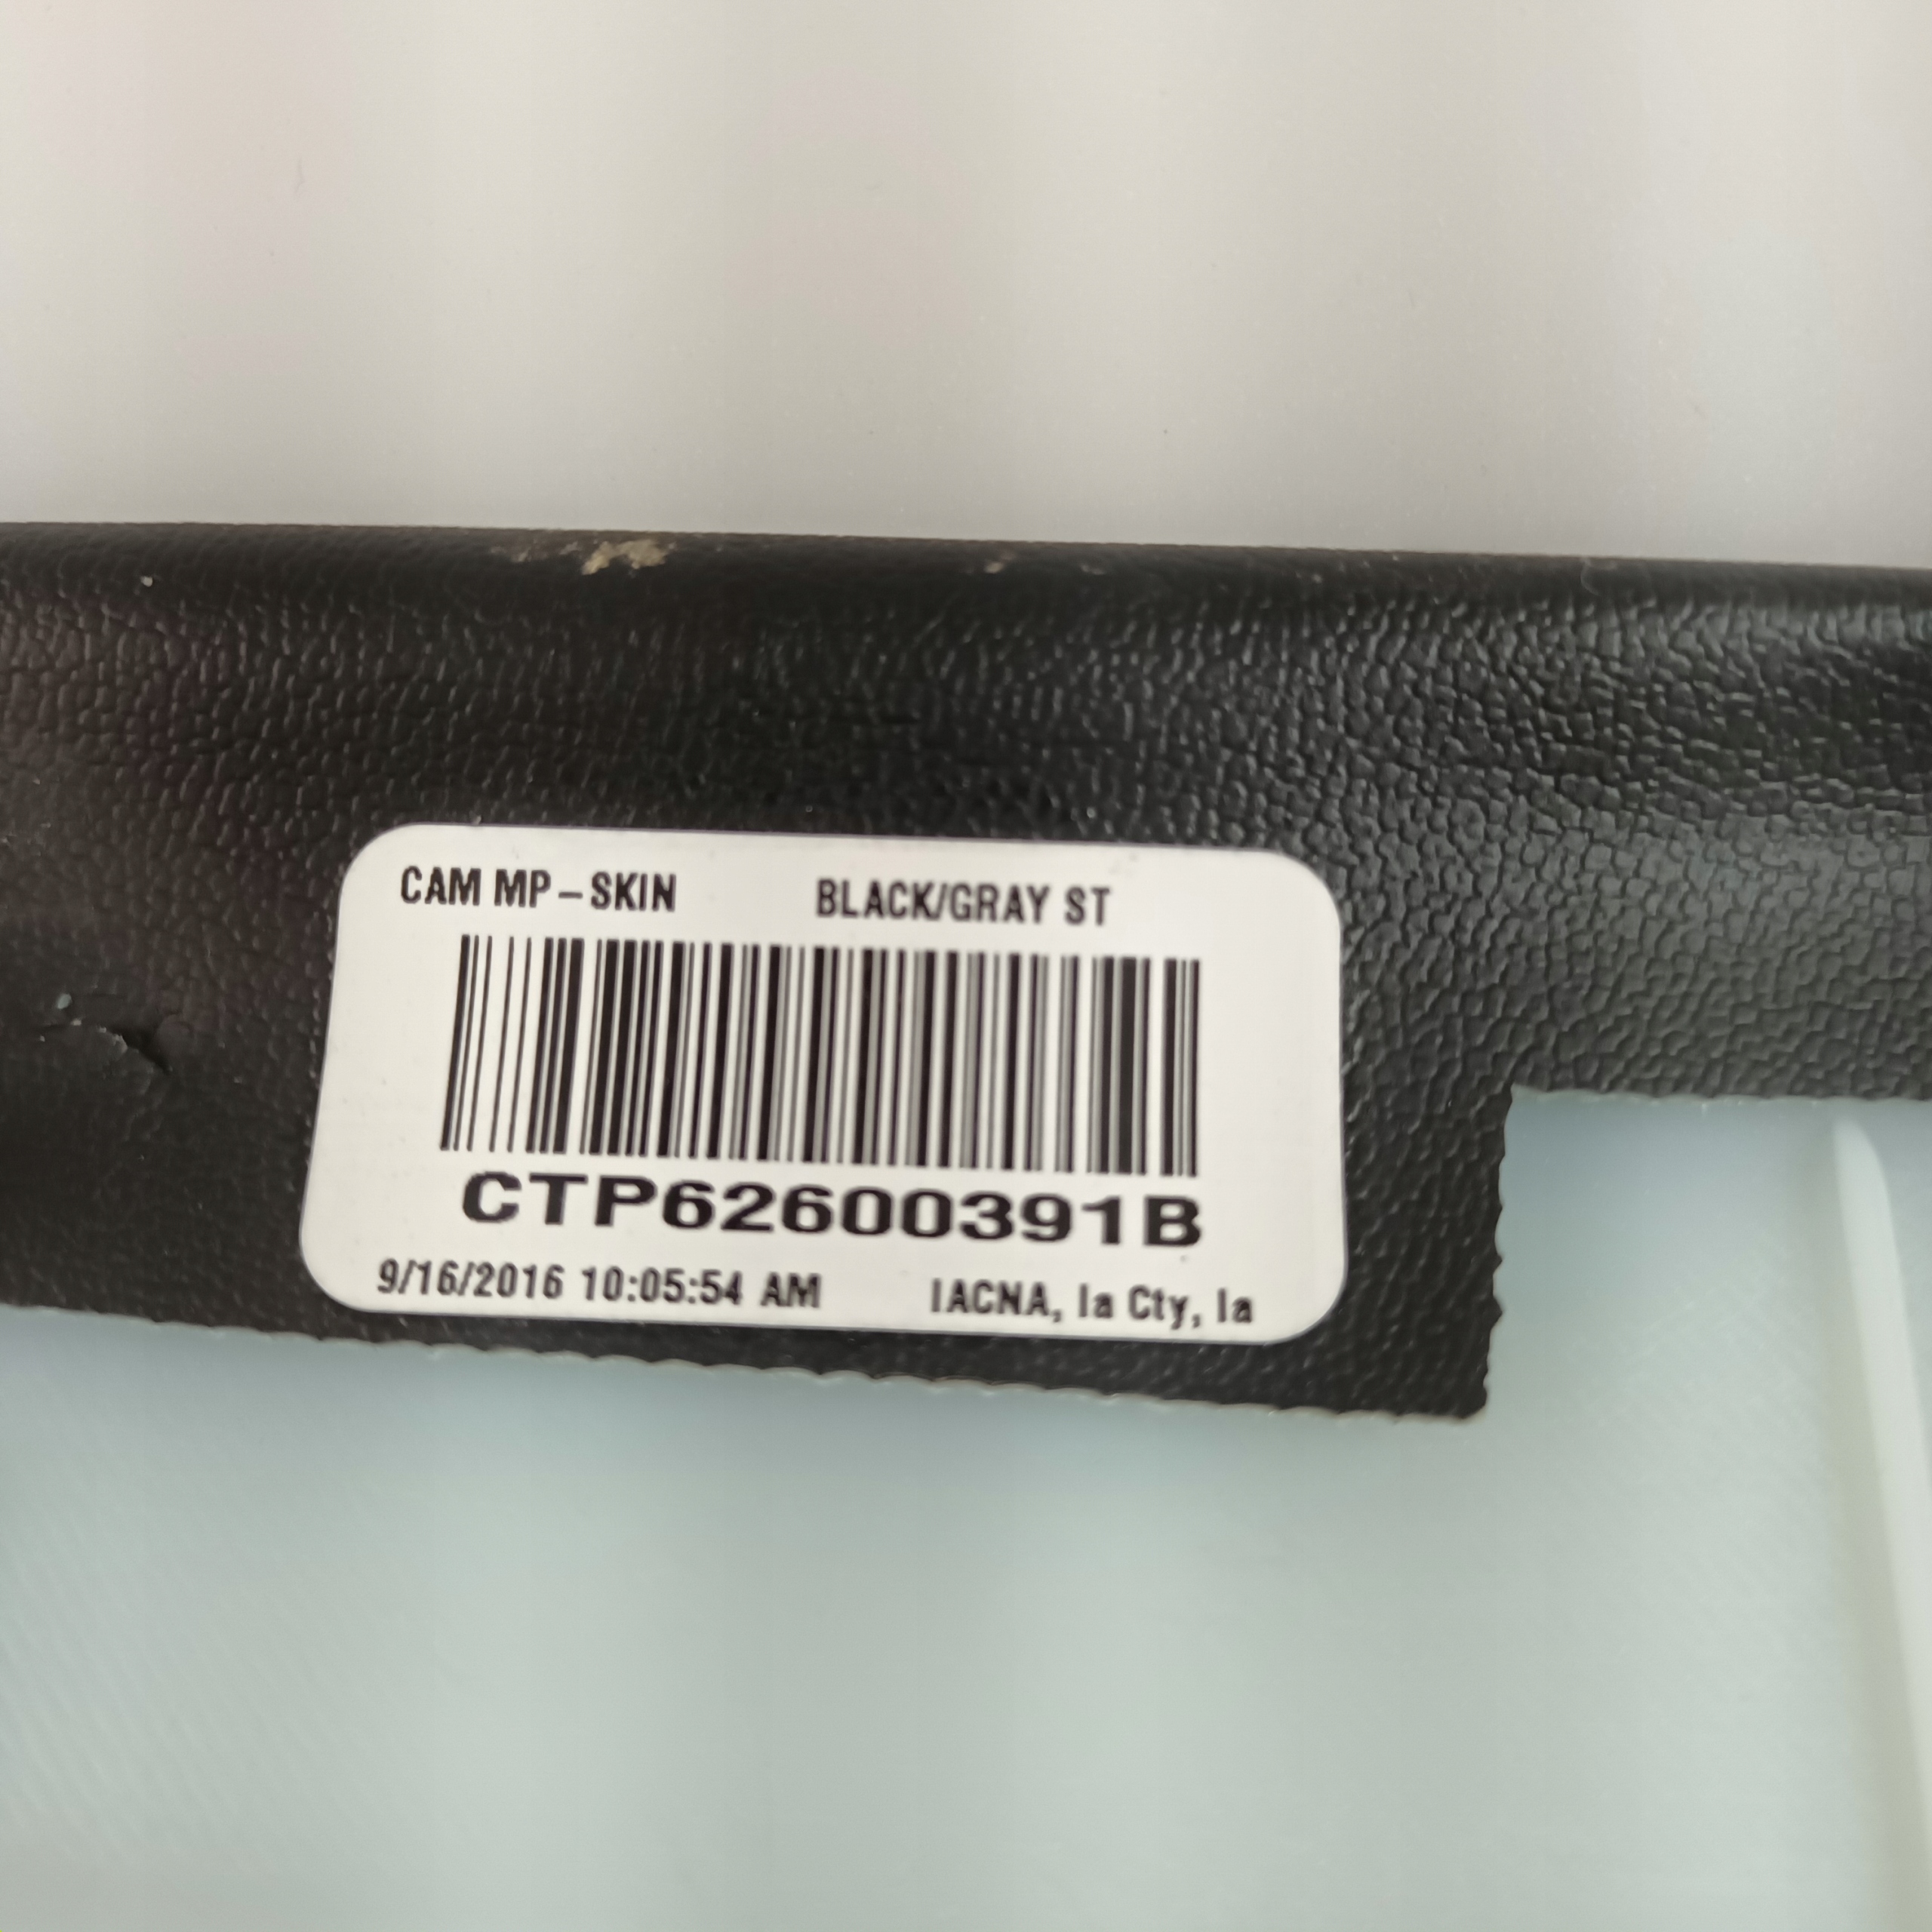 CAM MP-SKIN BLACK/GRAY ST
CTP62600391B
9/16/2016 10:05:54 AM IACNA, Ia Cty, Ia